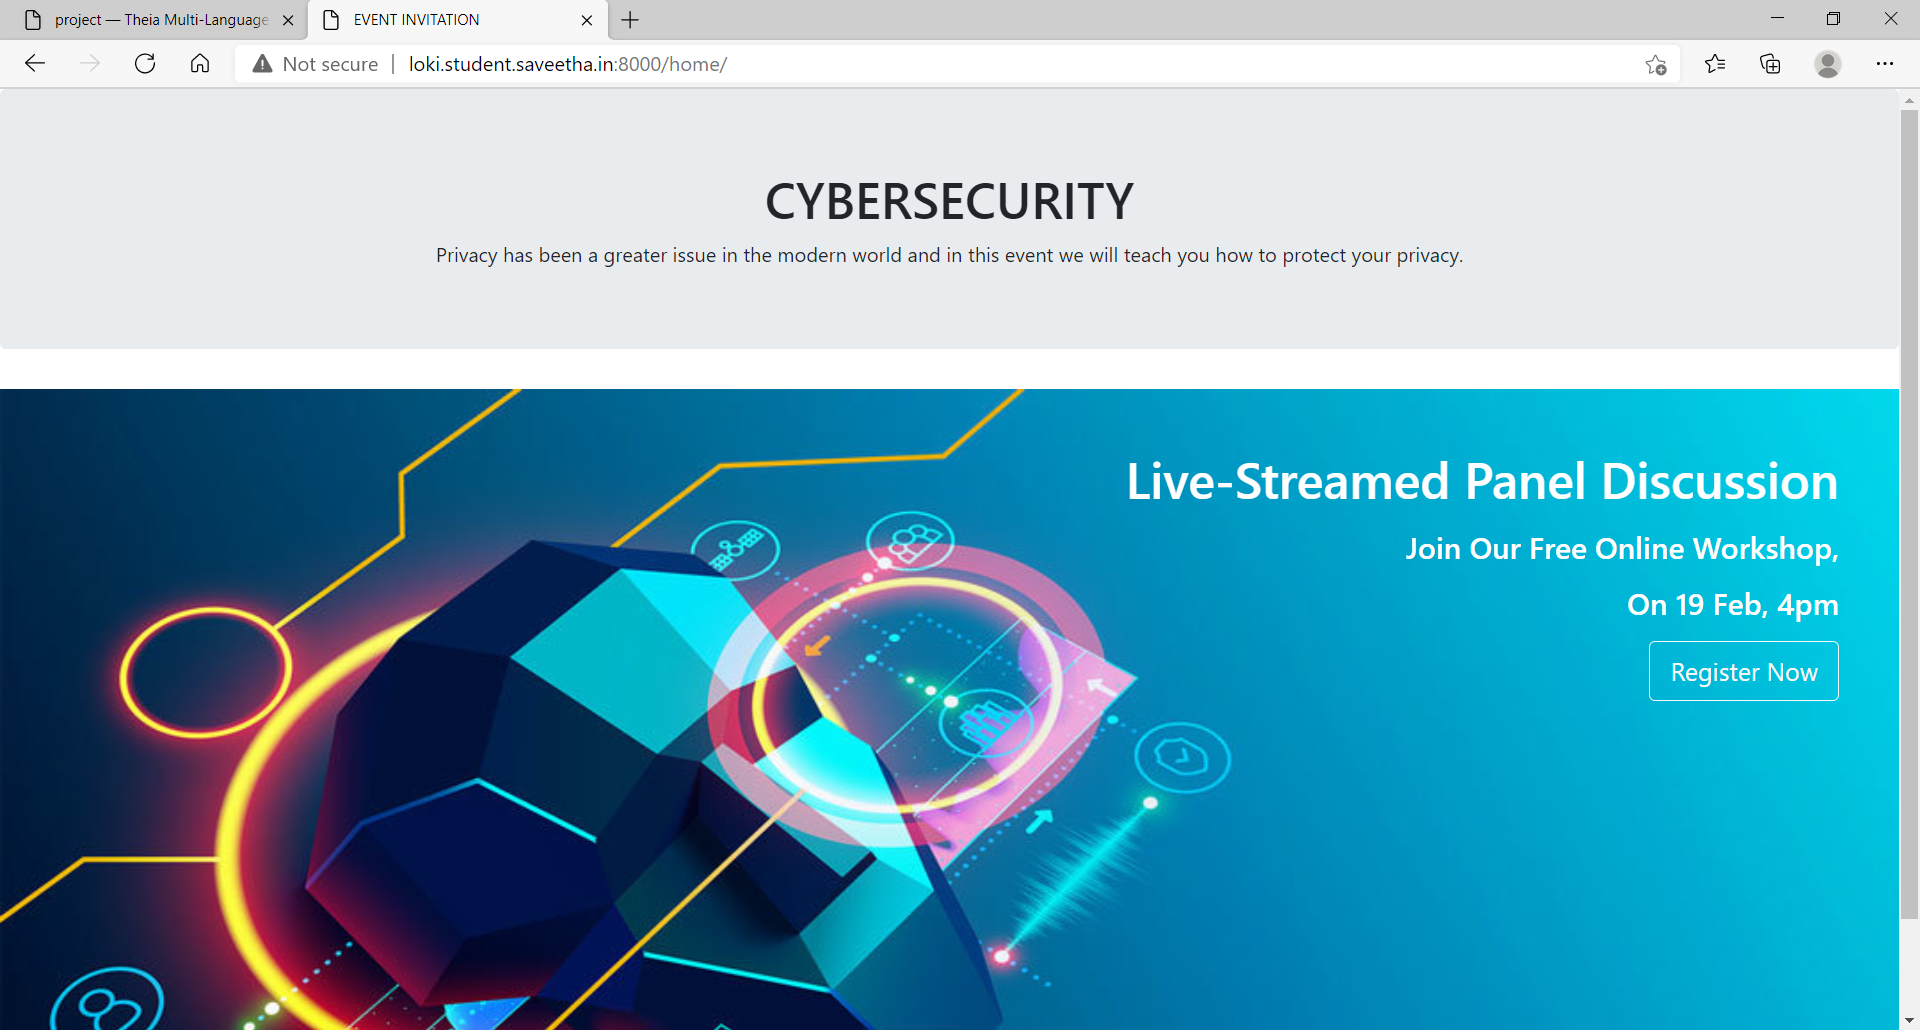 project — Theia Multi-Language
EVENT INVITATION
Not secure
loki.student.saveetha.in:8000/home/
CYBERSECURITY
Privacy has been a greater issue in the modern world and in this event we will teach you how to protect your privacy.
Live-Streamed Panel Discussion
Join Our Free Online Workshop,
On 19 Feb, 4pm
Register Now